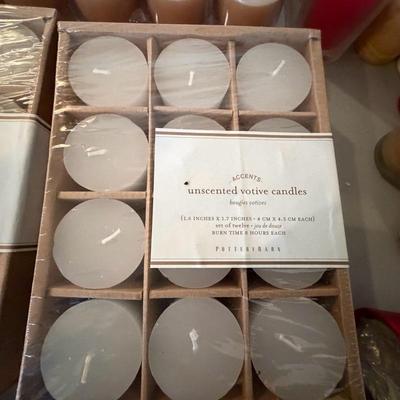 ·ACCENTS·
unscented votive candles
bougies votives
(1.6 INCHES X 1.7 INCHES · 4 CM X 4.3 CM EACH)
set of twelve · jeu de douze
BURN TIME 8 HOURS EACH
POTTERY BARN